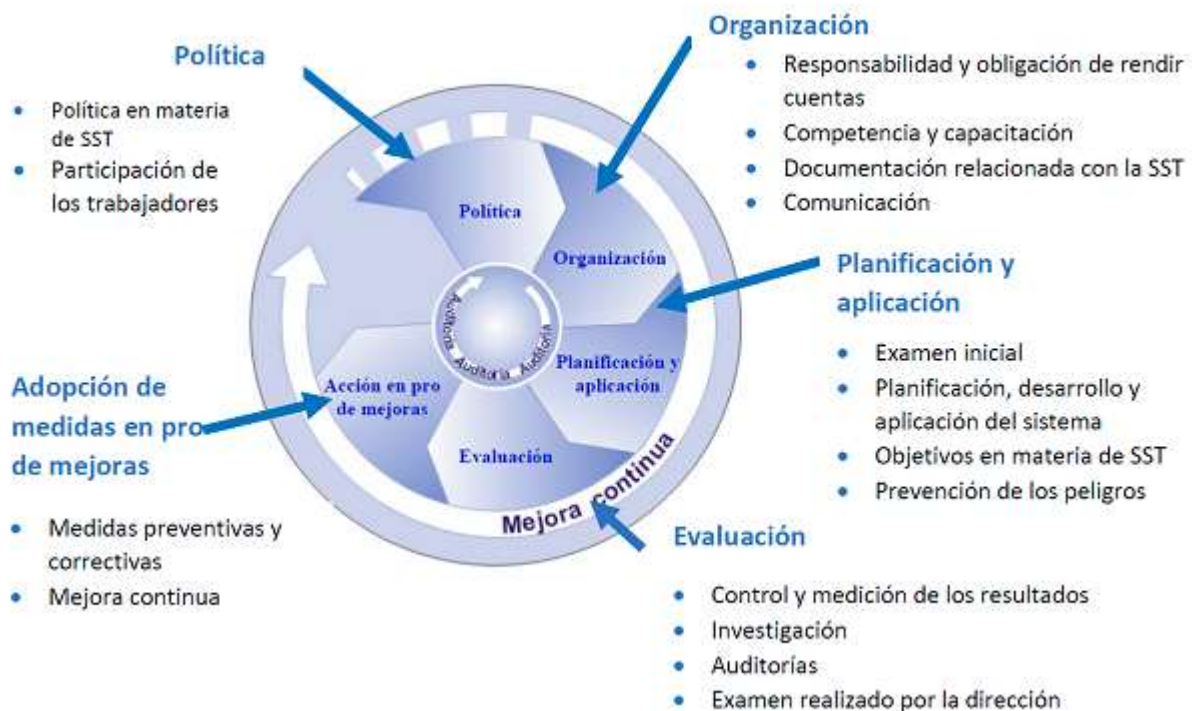 Política
• Política en materia
de SST
• Participación de
los trabajadores
Organización
• Responsabilidad y obligación de rendir
cuentas
• Competencia y capacitación
• Documentación relacionada con la SST
• Comunicación
Planificación y
aplicación
• Examen inicial
• Planificación, desarrollo y
aplicación del sistema
• Objetivos en materia de SST
• Prevención de los peligros
Evaluación
• Control y medición de los resultados
• Investigación
• Auditorías
• Examen realizado por la dirección
Adopción de
medidas en pro
de mejoras
• Medidas preventivas y
correctivas
• Mejora continua
Política
Organización
Planificación y
aplicación
Evaluación
Acción en pro
de mejoras
Auditoría Auditoría Auditoría
Mejora continua